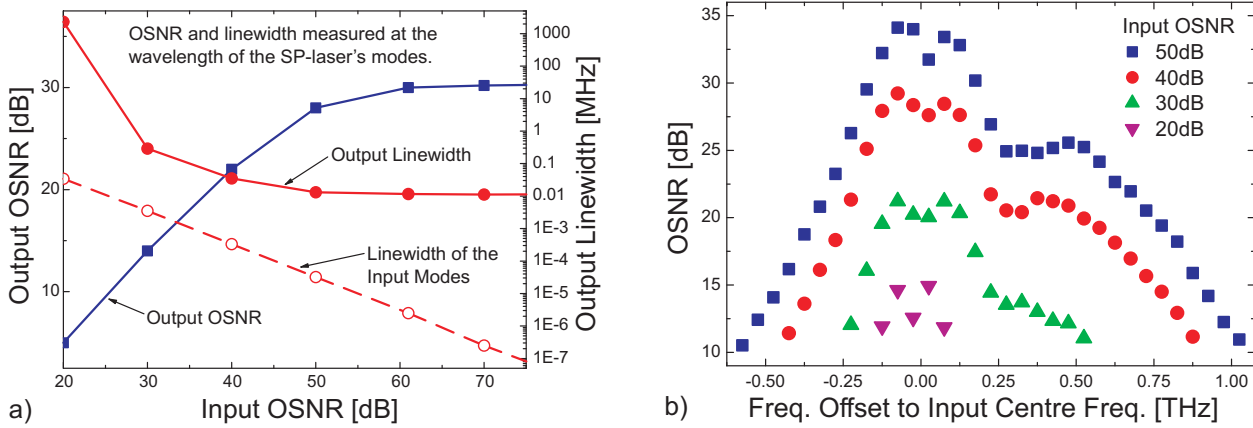 OSNR and linewidth measured at the
wavelength of the SP-laser's modes.
Output OSNR [dB]
30
20
10
Output Linewidth
Linewidth of the
Input Modes
Output OSNR
1000
100
10
1
0.1
0.01
1E-3
1E-4
1E-5
1E-6
1E-7
Output Linewidth [MHz]
20 30 40 50 60 70
a) Input OSNR [dB]
OSNR [dB]
35
30
25
20
15
10
Input OSNR
50dB
40dB
30dB
20dB
-0.50 -0.25 0.00 0.25 0.50 0.75 1.00
b) Freq. Offset to Input Centre Freq. [THz]